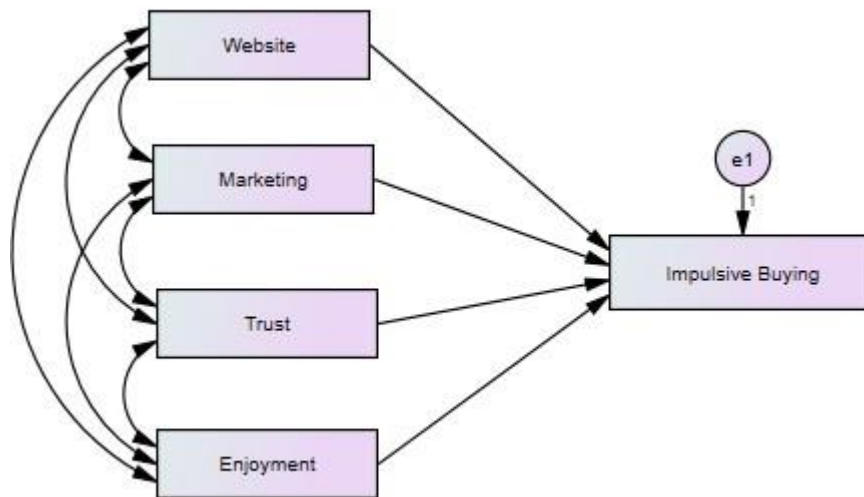 Website
Marketing
e1
1
Impulsive Buying
Trust
Enjoyment